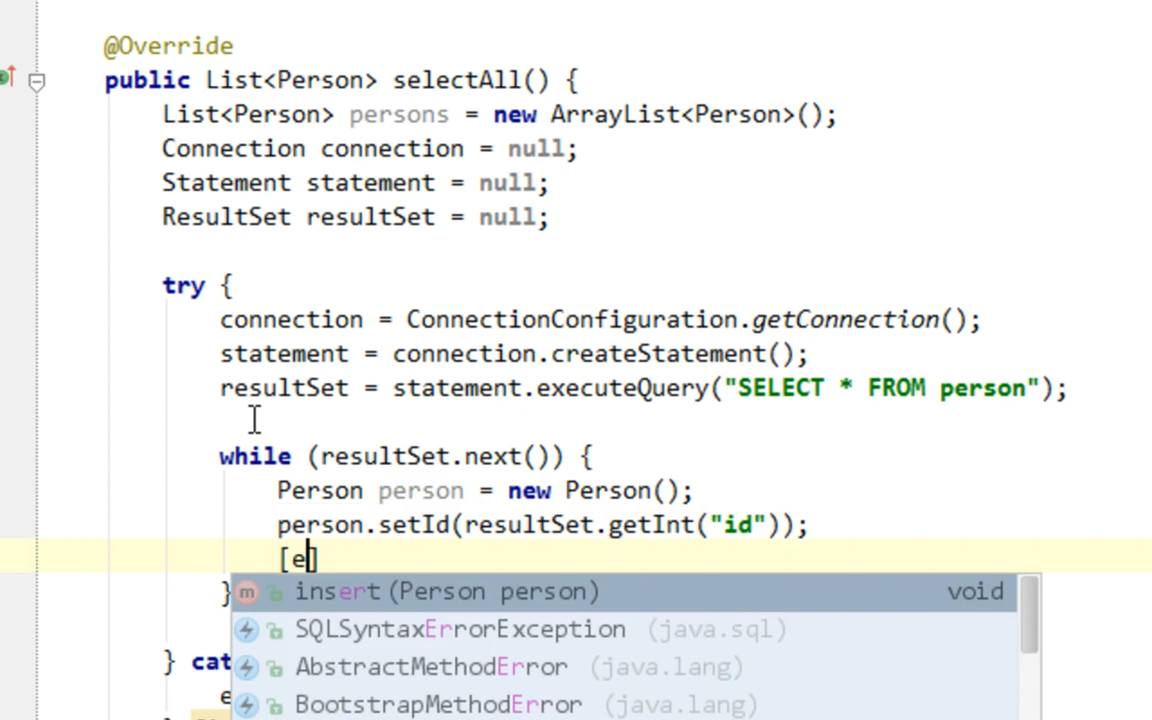 @Override
public List<Person> selectAll() {
List<Person> persons = new ArrayList<Person>();
Connection connection = null;
Statement statement = null;
ResultSet resultSet = null;
try {
connection = ConnectionConfiguration.getConnection();
statement = connection.createStatement();
resultSet = statement.executeQuery("SELECT * FROM person");
while (resultSet.next()) {
Person person = new Person();
person.setId(resultSet.getInt("id"));
[e]
} m insert(Person person) void
SQLSyntaxErrorException (java.sql)
} cat AbstractMethodError (java.lang)
e BootstrapMethodError (java.lang)